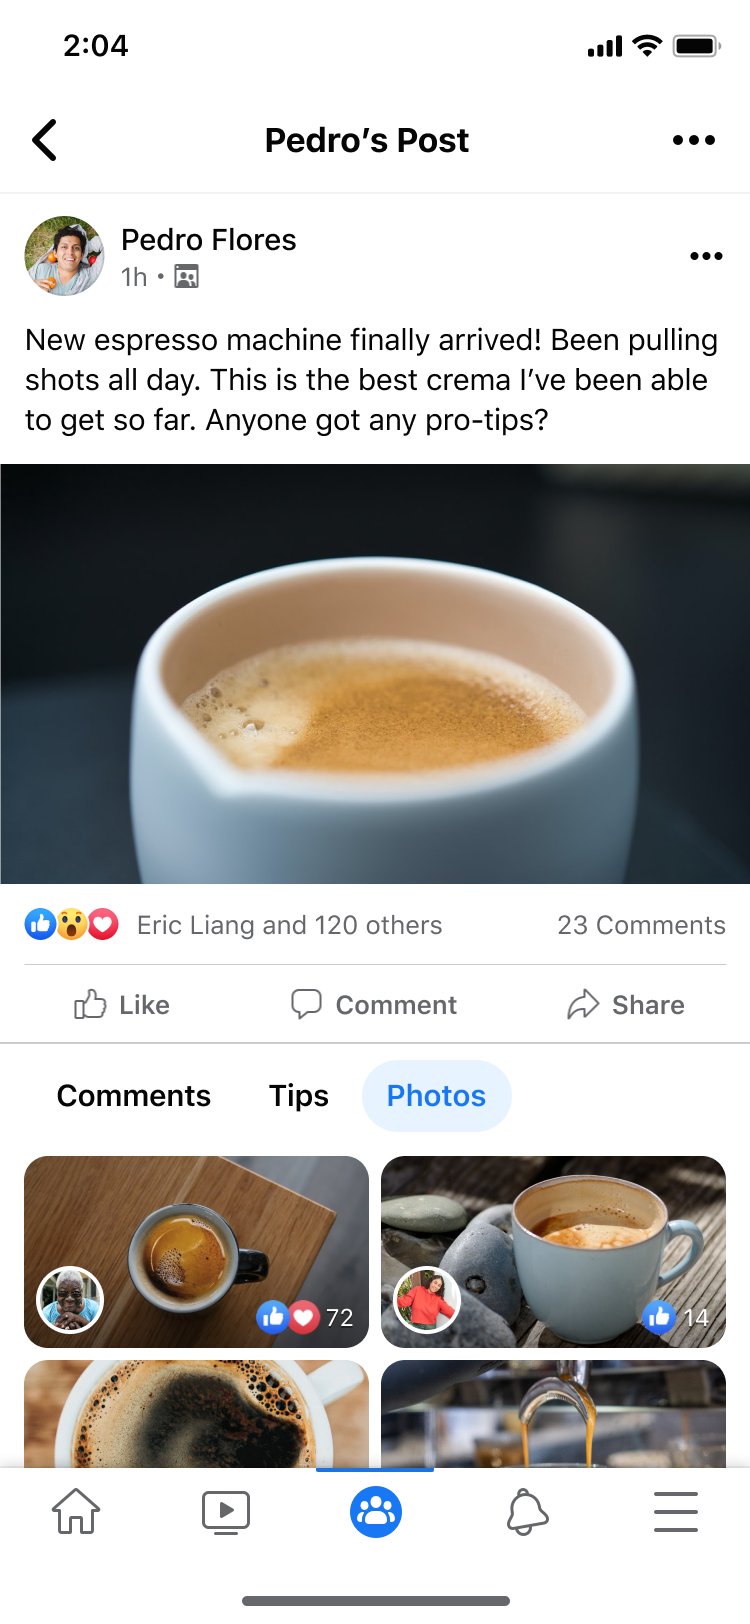 2:04
Pedro’s Post
Pedro Flores
1h •
New espresso machine finally arrived! Been pulling
shots all day. This is the best crema I’ve been able
to get so far. Anyone got any pro-tips?
Eric Liang and 120 others
23 Comments
Like
Comment
Share
Comments
Tips
Photos
72
14